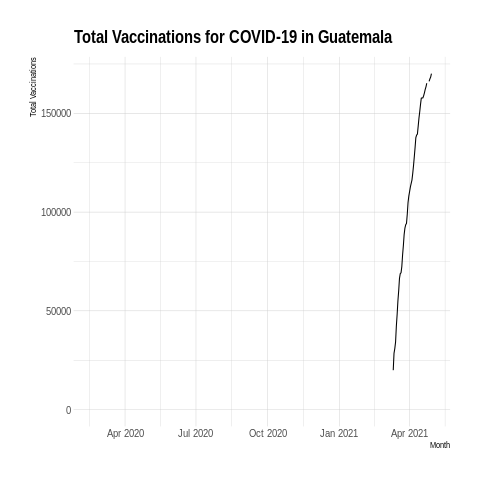 Total Vaccinations for COVID-19 in Guatemala
Total Vaccinations
150000
100000
50000
0
Apr 2020 Jul 2020 Oct 2020 Jan 2021 Apr 2021
Month